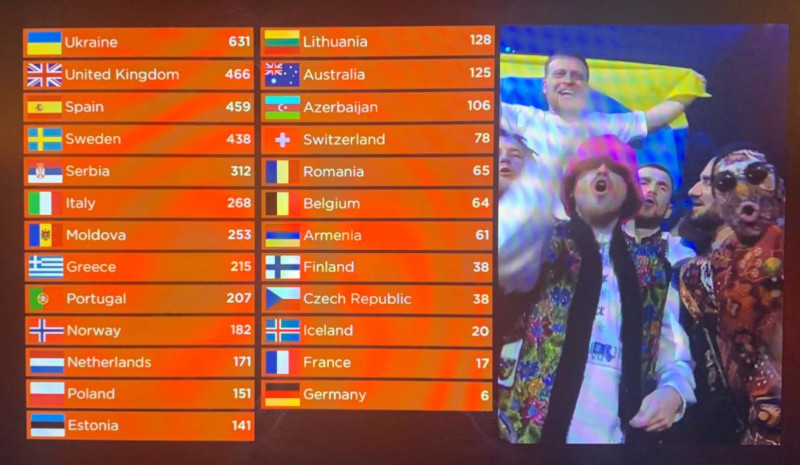 Ukraine 631
United Kingdom 466
Spain 459
Sweden 438
Serbia 312
Italy 268
Moldova 253
Greece 215
Portugal 207
Norway 182
Netherlands 171
Poland 151
Estonia 141
Lithuania 128
Australia 125
Azerbaijan 106
Switzerland 78
Romania 65
Belgium 64
Armenia 61
Finland 38
Czech Republic 38
Iceland 20
France 17
Germany 6